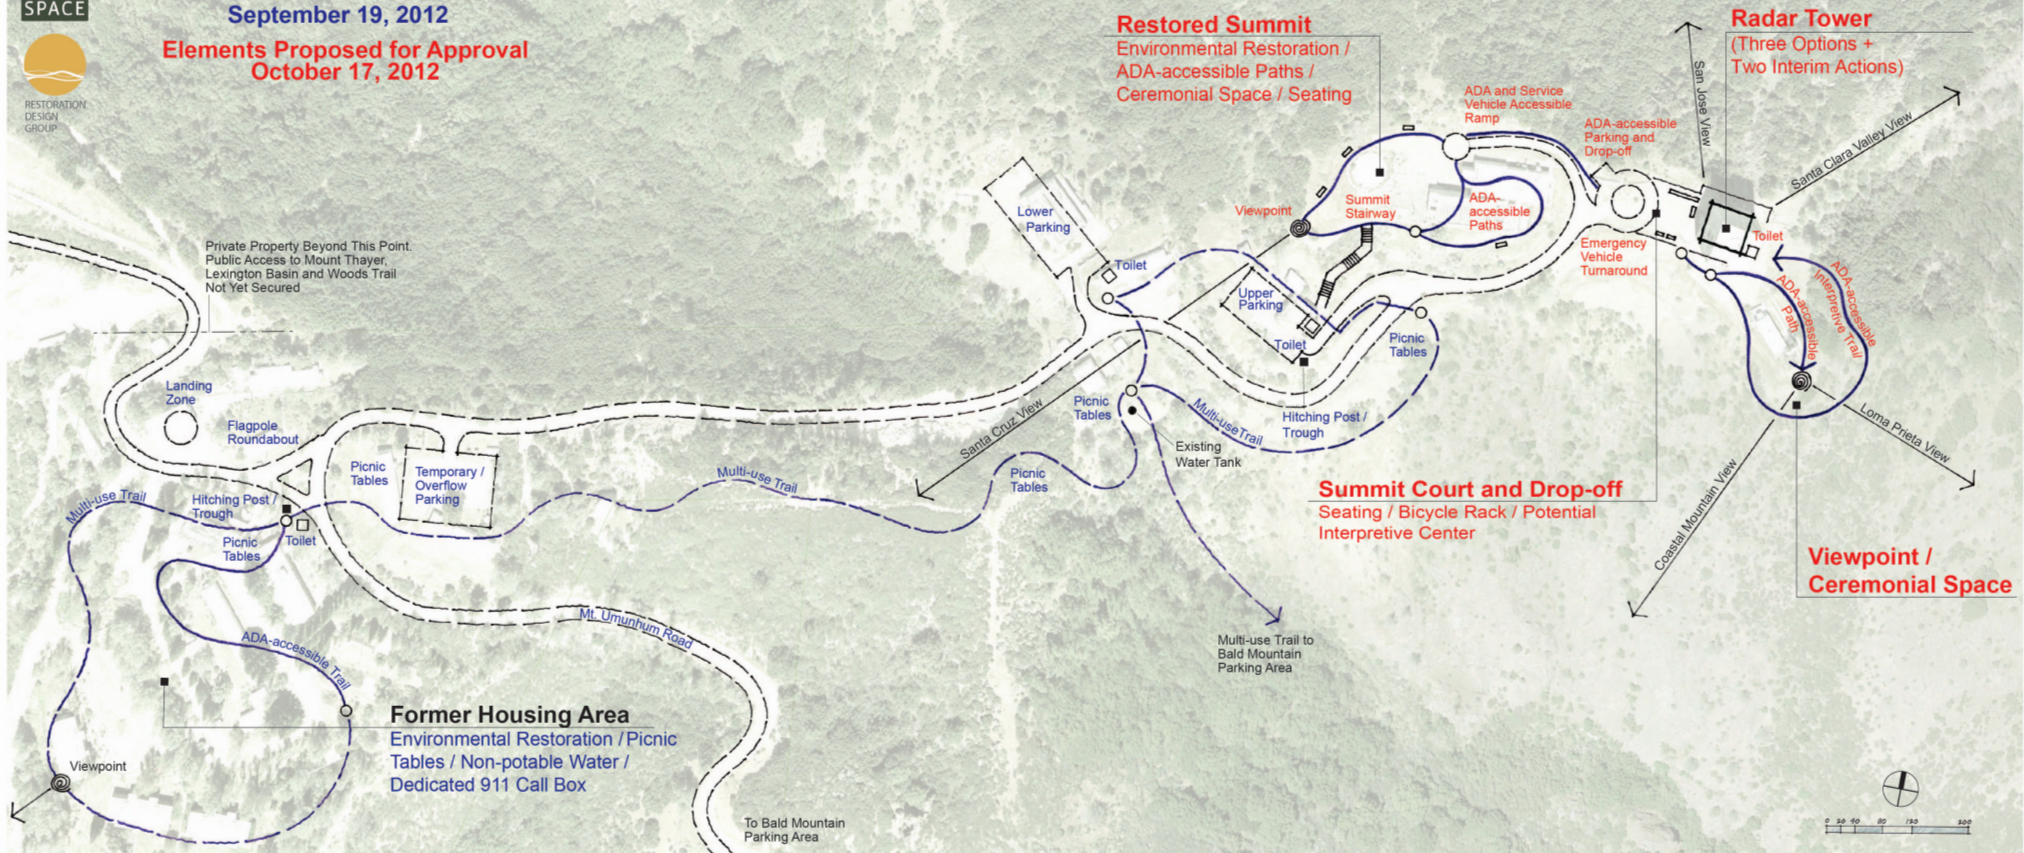 SPACE
September 19, 2012
Elements Proposed for Approval
October 17, 2012
RESTORATION
DESIGN
GROUP
Restored Summit
Environmental Restoration /
ADA-accessible Paths /
Ceremonial Space / Seating
Radar Tower
(Three Options +
Two Interim Actions)
San Jose View
Santa Clara Valley View
ADA and Service
Vehicle Accessible
Ramp
ADA-accessible
Parking and
Drop-off
Viewpoint
Summit
Stairway
ADA-
accessible
Paths
Toilet
Emergency
Vehicle
Turnaround
ADA-accessible
Interpretive Trail
ADA-accessible
Path
Lower
Parking
Toilet
Upper
Parking
Toilet
Picnic
Tables
Private Property Beyond This Point.
Public Access to Mount Thayer,
Lexington Basin and Woods Trail
Not Yet Secured
Landing
Zone
Flagpole
Roundabout
Picnic
Tables
Temporary /
Overflow
Parking
Multi-use Trail
Hitching Post /
Trough
Picnic
Tables
Toilet
Multi-use Trail
Picnic
Tables
Santa Cruz View
Picnic
Tables
Multi-use Trail
Hitching Post /
Trough
Existing
Water Tank
Loma Prieta View
Coastal Mountain View
Summit Court and Drop-off
Seating / Bicycle Rack / Potential
Interpretive Center
Viewpoint /
Ceremonial Space
Mt. Umunhum Road
ADA-accessible Trail
Multi-use Trail to
Bald Mountain
Parking Area
Former Housing Area
Environmental Restoration / Picnic
Tables / Non-potable Water /
Dedicated 911 Call Box
Viewpoint
To Bald Mountain
Parking Area
0 20 40 80 120 200